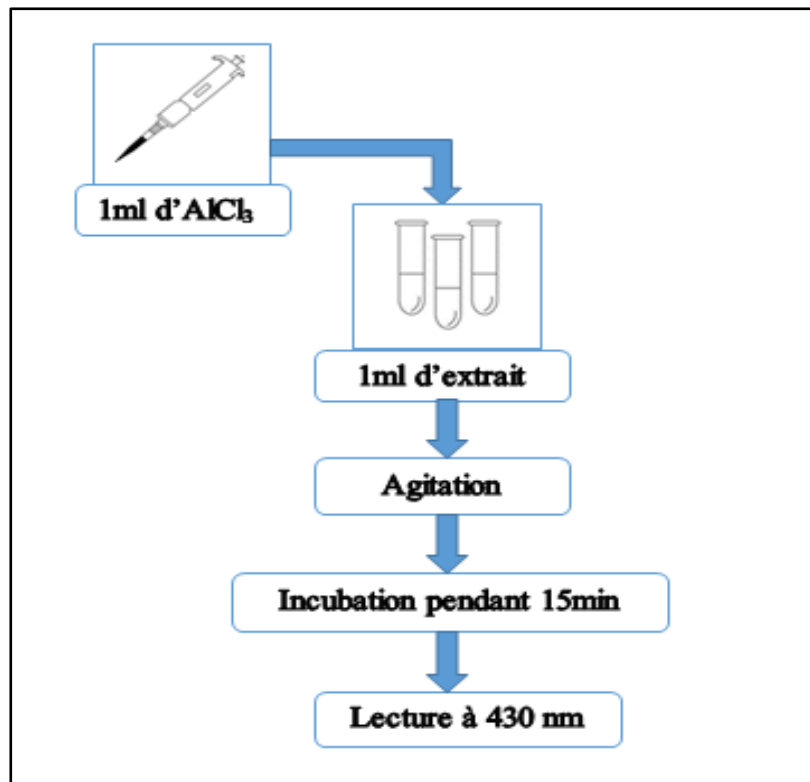 1ml d’AlCl₃
1ml d’extrait
Agitation
Incubation pendant 15min
Lecture à 430 nm